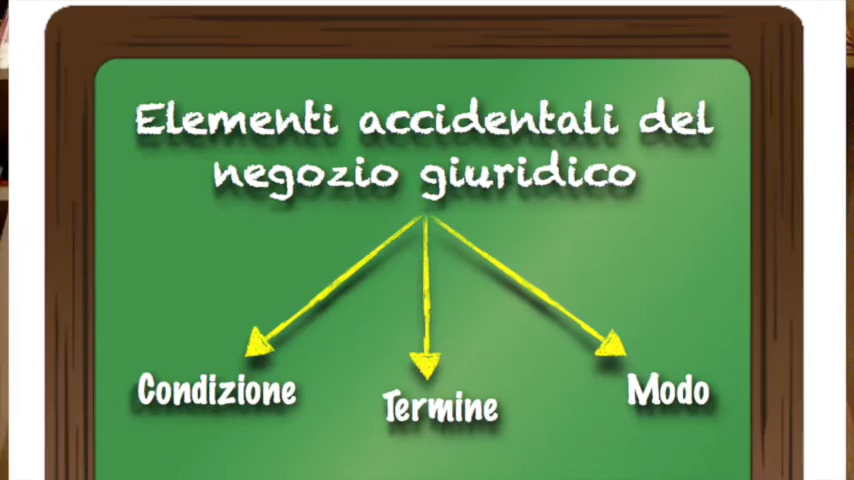 Elementi accidentali del
negozio giuridico
Condizione
Termine
Modo